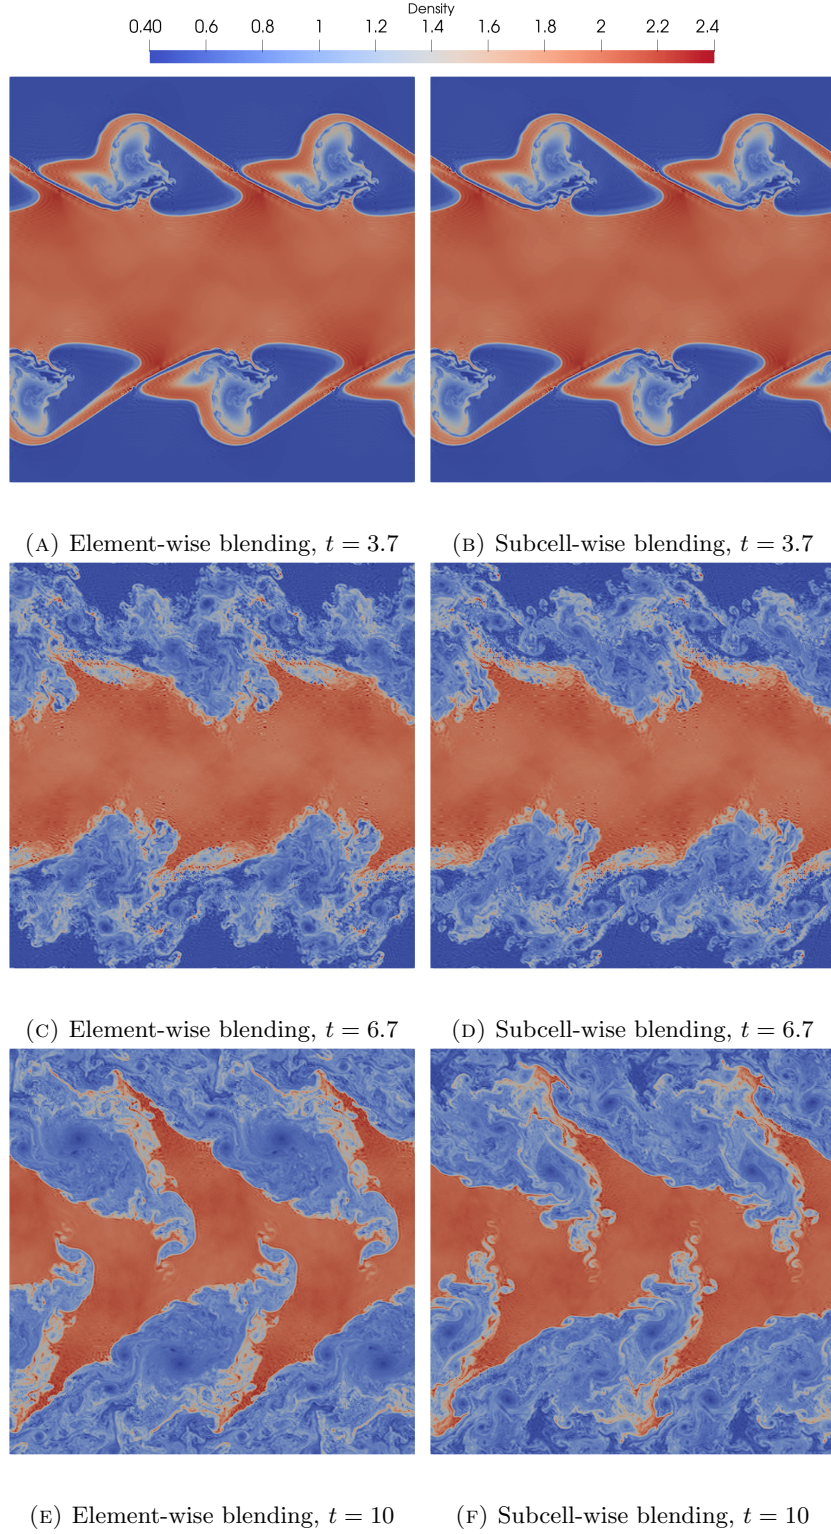 Density
0.40 0.6 0.8 1 1.2 1.4 1.6 1.8 2 2.2 2.4
(A) Element-wise blending, t = 3.7 (B) Subcell-wise blending, t = 3.7
(C) Element-wise blending, t = 6.7 (D) Subcell-wise blending, t = 6.7
(E) Element-wise blending, t = 10 (F) Subcell-wise blending, t = 10